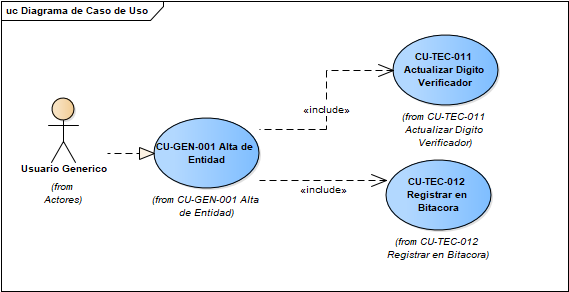 uc Diagrama de Caso de Uso
CU-TEC-011
Actualizar Digito
Verificador
«include»
(from CU-TEC-011
Actualizar Digito
Verificador)
CU-GEN-001 Alta de
Entidad
Usuario Generico
(from
Actores)
(from CU-GEN-001 Alta
de Entidad)
«include»
CU-TEC-012
Registrar en
Bitacora
(from CU-TEC-012
Registrar en Bitacora)